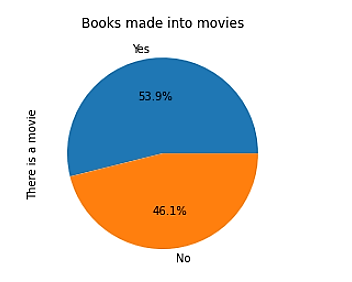 Books made into movies
Yes
53.9%
There is a movie
46.1%
No